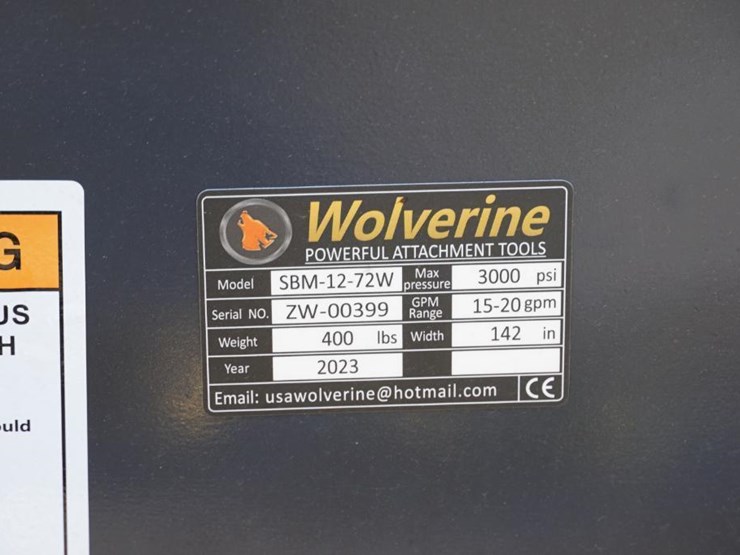 G
US
H
ould
Wolverine
POWERFUL ATTACHMENT TOOLS
Model SBM-12-72W Max pressure 3000 psi
Serial NO. ZW-00399 GPM Range 15-20 gpm
Weight 400 lbs Width 142 in
Year 2023
Email: usawolverine@hotmail.com CE